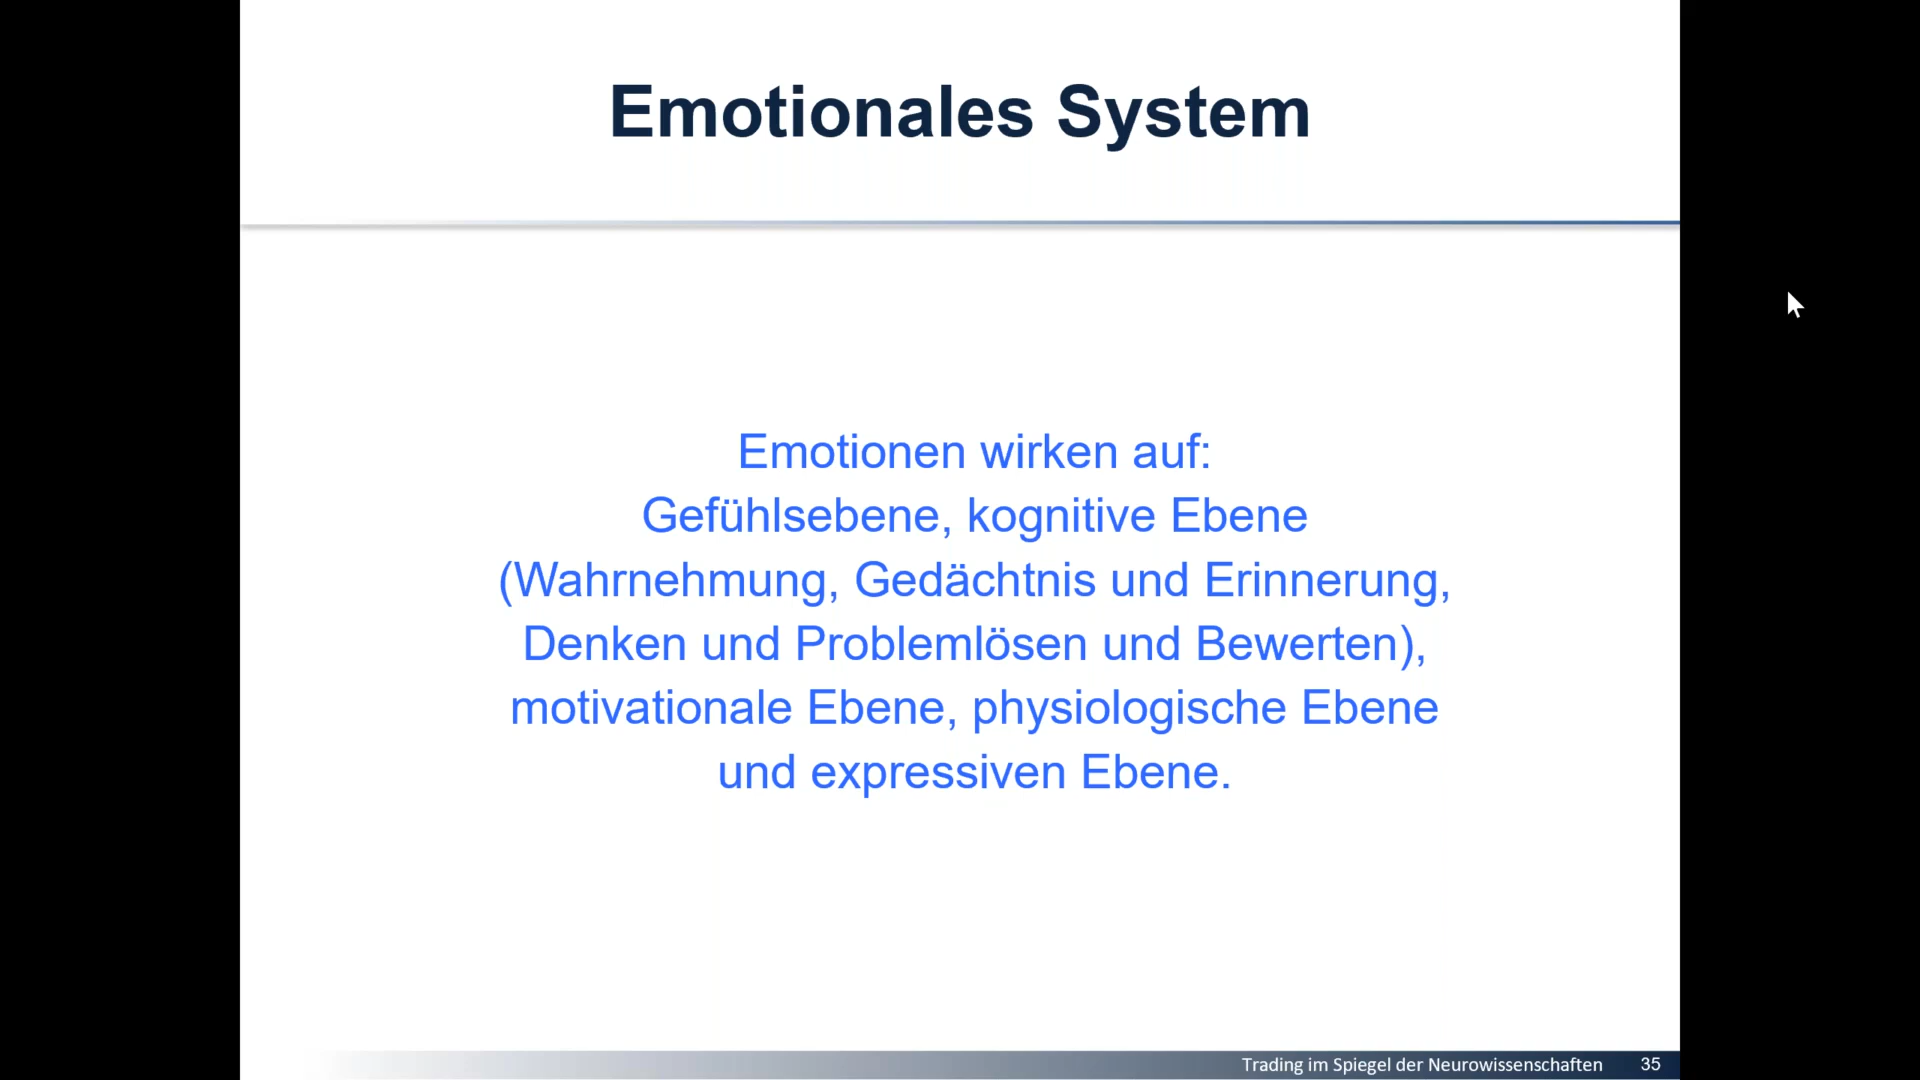 Emotionales System
Emotionen wirken auf:
Gefühlsebene, kognitive Ebene
(Wahrnehmung, Gedächtnis und Erinnerung,
Denken und Problemlösen und Bewerten),
motivationale Ebene, physiologische Ebene
und expressiven Ebene.
Trading im Spiegel der Neurowissenschaften 35